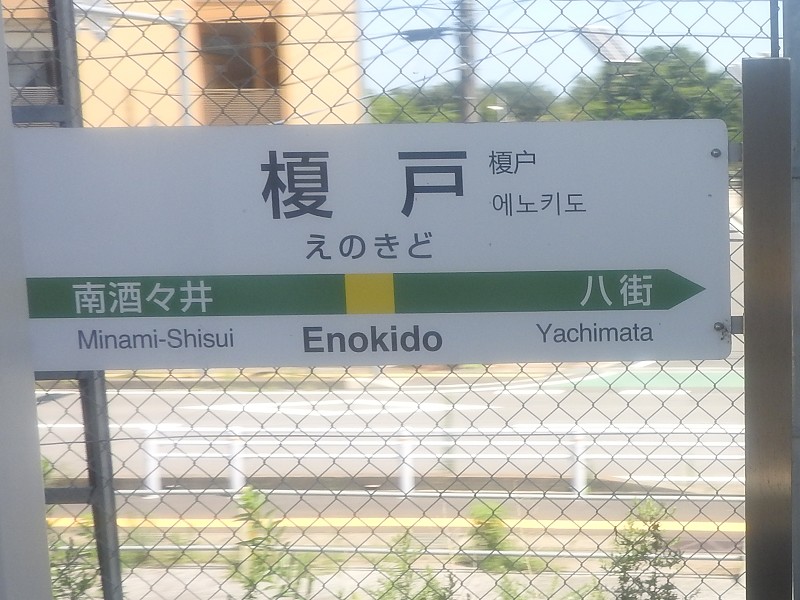 榎戸
榎户
에노키도
えのきど
南酒々井 八街
Minami-Shisui Enokido Yachimata